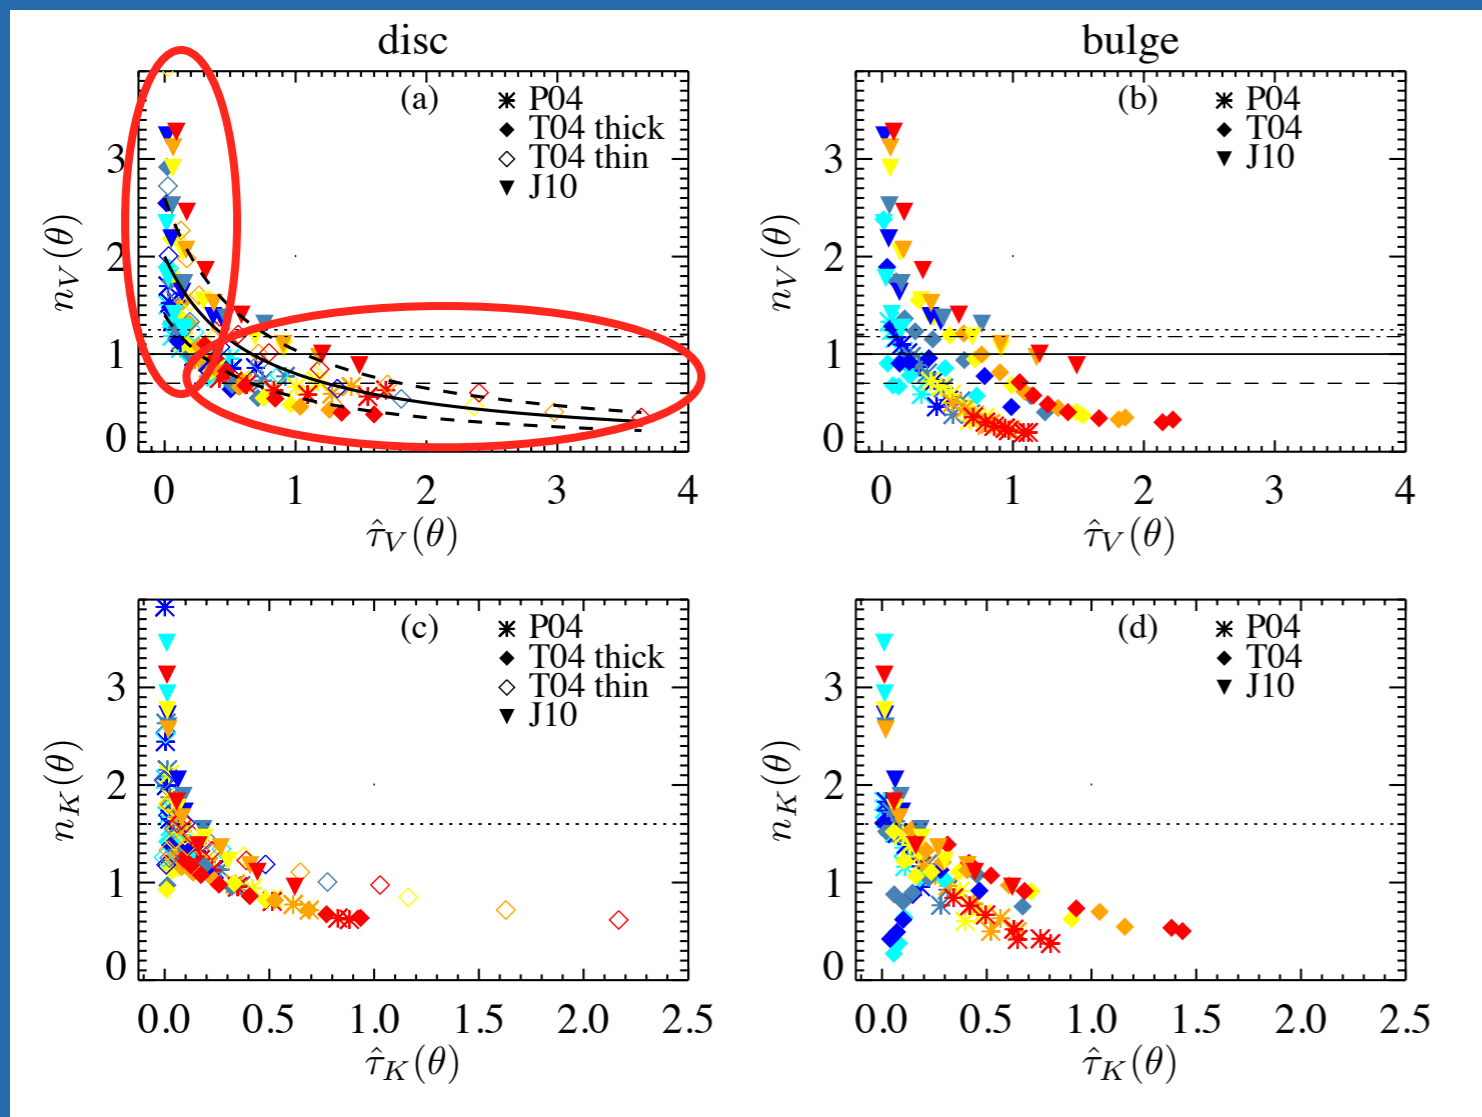 disc
bulge
(a)
P04
T04 thick
T04 thin
J10
3
2
1
0
n_V(θ)
0 1 2 3 4
τ̂_V(θ)
(b)
P04
T04
J10
3
2
1
0
n_V(θ)
0 1 2 3 4
τ̂_V(θ)
(c)
P04
T04 thick
T04 thin
J10
3
2
1
0
n_K(θ)
0.0 0.5 1.0 1.5 2.0 2.5
τ̂_K(θ)
(d)
P04
T04
J10
3
2
1
0
n_K(θ)
0.0 0.5 1.0 1.5 2.0 2.5
τ̂_K(θ)